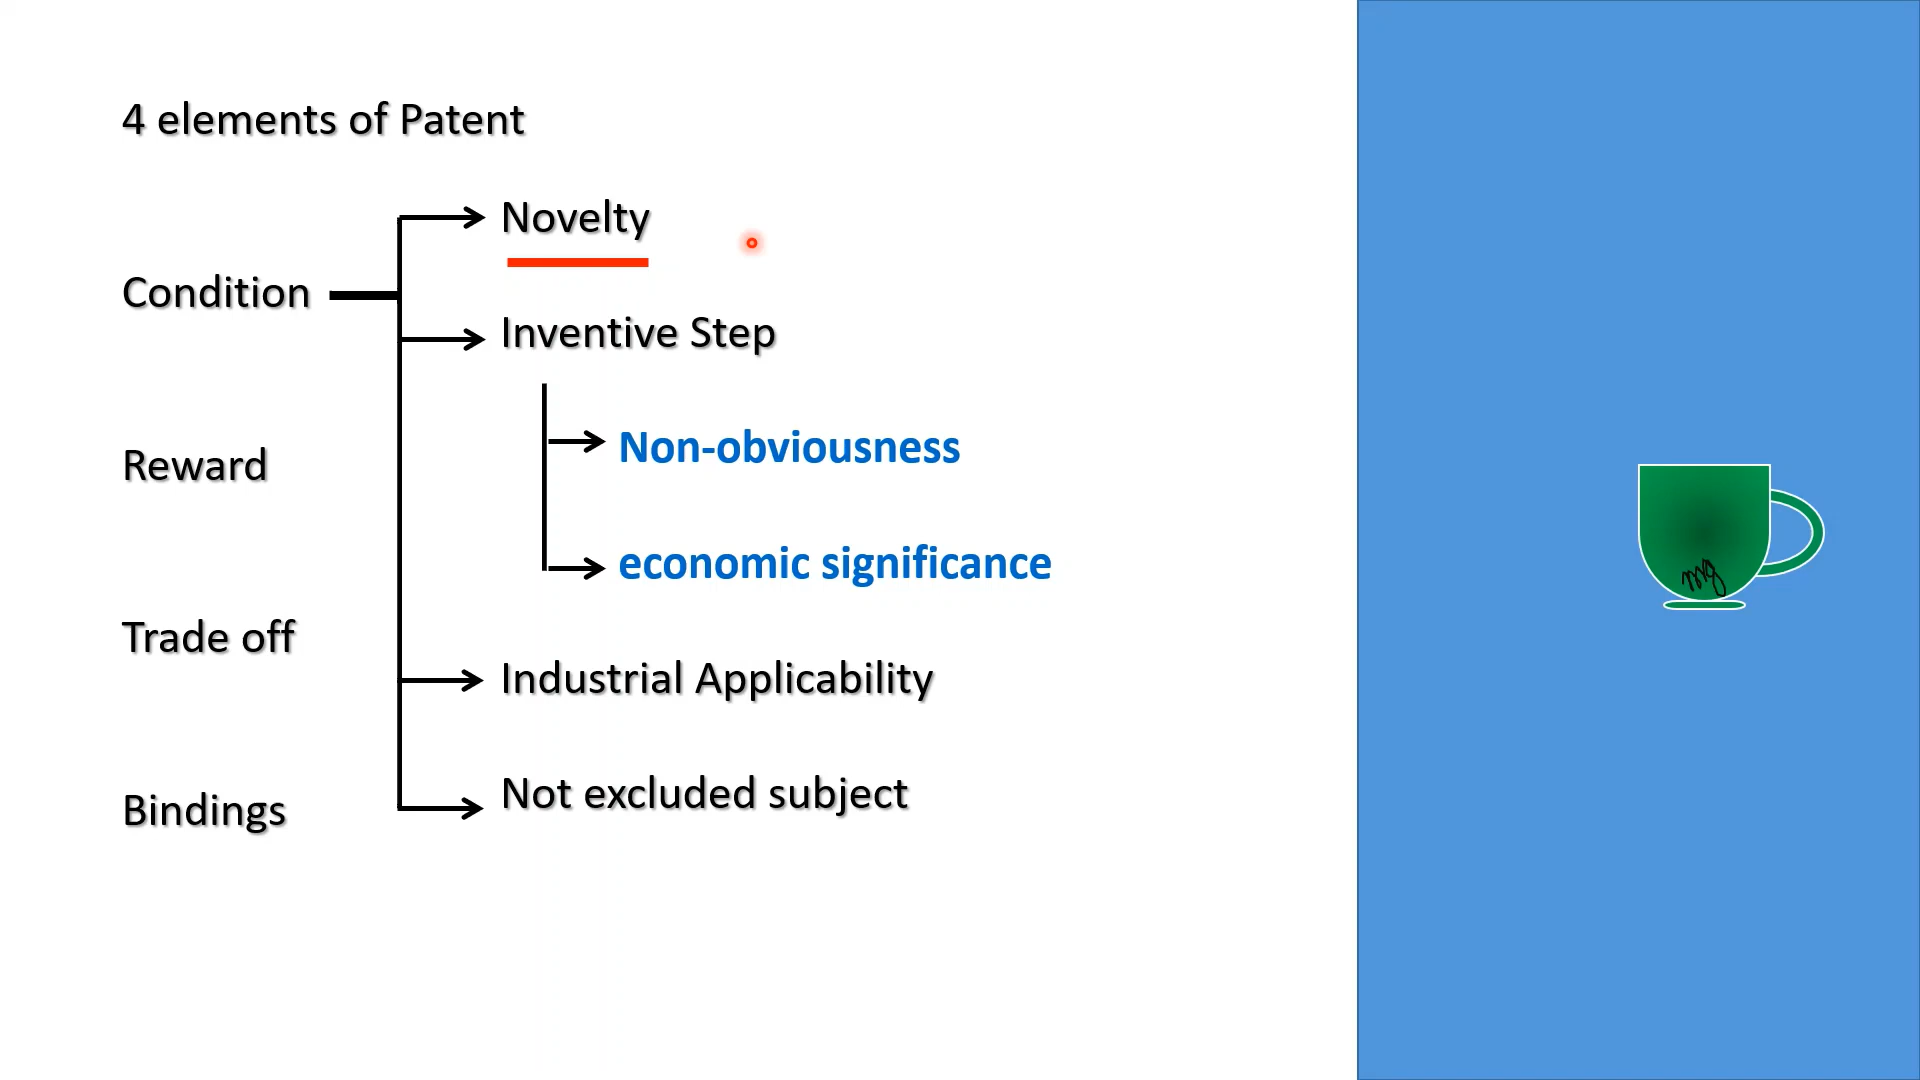 4 elements of Patent
Novelty
Condition
Inventive Step
Non-obviousness
Reward
economic significance
Trade off
Industrial Applicability
Not excluded subject
Bindings
mg